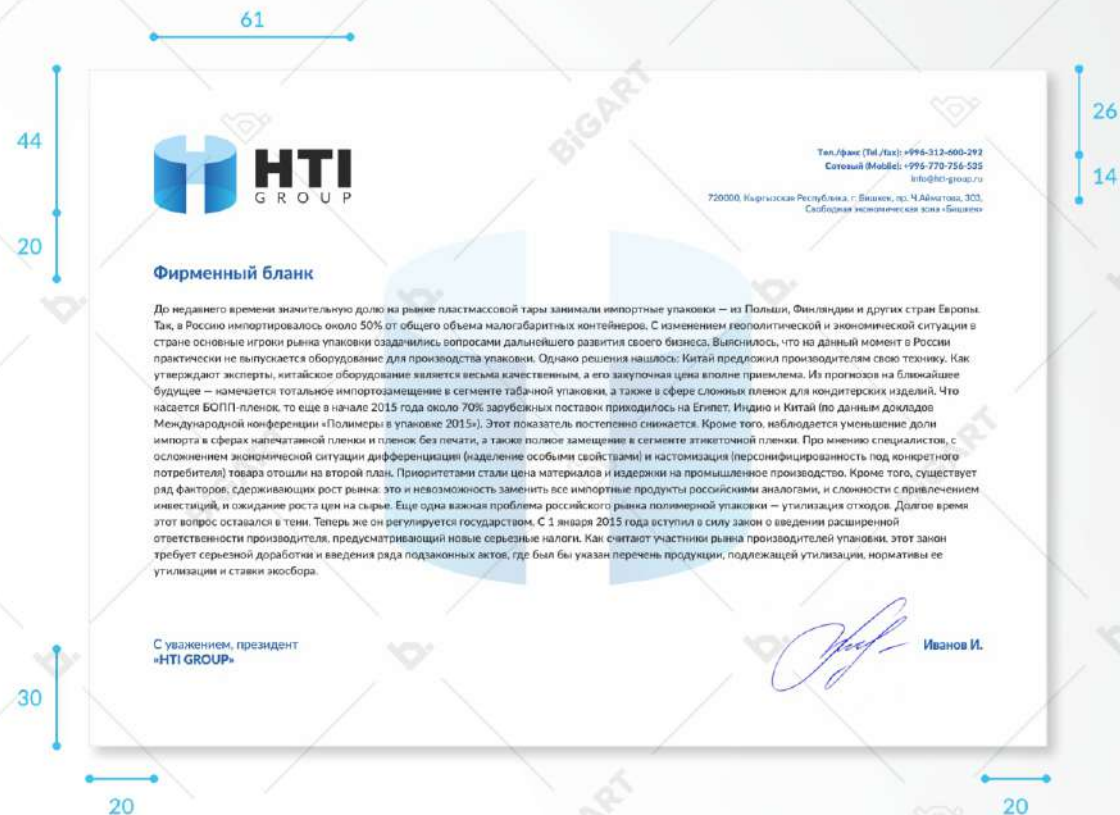 61
44
20
30
20
20
26
14
BiGART
HTI
GROUP
Тел./факс (Tel./fax): +996-312-600-292
Сотовый (Mobile): +996-770-756-535
info@hti-group.ru
720000, Кыргызская Республика, г. Бишкек, пр. Ч.Айматова, 303,
Свободная экономическая зона «Бишкек»
Фирменный бланк
До недавнего времени значительную долю на рынке пластмассовой тары занимали импортные упаковки — из Польши, Финляндии и других стран Европы.
Так, в Россию импортировалось около 50% от общего объема малогабаритных контейнеров. С изменением геополитической и экономической ситуации в
стране основные игроки рынка упаковки озадачились вопросами дальнейшего развития своего бизнеса. Выяснилось, что на данный момент в России
практически не выпускается оборудование для производства упаковки. Однако решения нашлось: Китай предложил производителям свою технику. Как
утверждают эксперты, китайское оборудование является весьма качественным, а его закупочная цена вполне приемлема. Из прогнозов на ближайшее
будущее — намечается тотальное импортозамещение в сегменте табачной упаковки, а также в сфере сложных пленок для кондитерских изделий. Что
касается БОПП-пленок, то еще в начале 2015 года около 70% зарубежных поставок приходилось на Египет, Индию и Китай (по данным докладов
Международной конференции «Полимеры в упаковке 2015»). Этот показатель постепенно снижается. Кроме того, наблюдается уменьшение доли
импорта в сферах напечатанной пленки и пленок без печати, а также полное замещение в сегменте этикеточной пленки. Про мнению специалистов, с
осложнением экономической ситуации дифференциация (наделение особыми свойствами) и кастомизация (персонифицированность под конкретного
потребителя) товара отошли на второй план. Приоритетами стали цена материалов и издержки на промышленное производство. Кроме того, существует
ряд факторов, сдерживающих рост рынка: это и невозможность заменить все импортные продукты российскими аналогами, и сложности с привлечением
инвестиций, и ожидание роста цен на сырье. Еще одна важная проблема российского рынка полимерной упаковки — утилизация отходов. Долгое время
этот вопрос оставался в тени. Теперь же он регулируется государством. С 1 января 2015 года вступил в силу закон о введении расширенной
ответственности производителя, предусматривающий новые серьезные налоги. Как считают участники рынка производителей упаковки, этот закон
требует серьезной доработки и введения ряда подзаконных актов, где был бы указан перечень продукции, подлежащей утилизации, нормативы ее
утилизации и ставки экосбора.
С уважением, президент
«HTI GROUP»
Иванов И.